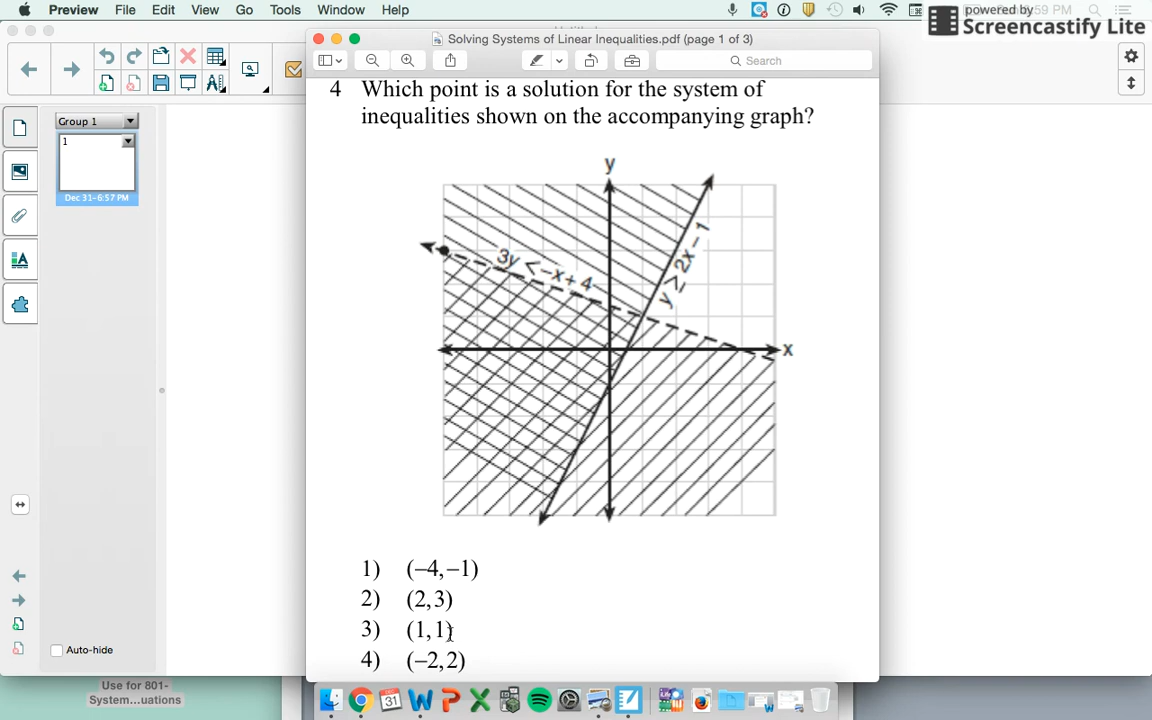 Preview File Edit View Go Tools Window Help
powered by
Screencastify Lite
Solving Systems of Linear Inequalities.pdf (page 1 of 3)
Search
Group 1
1
Dec 31–6:57 PM
4 Which point is a solution for the system of
inequalities shown on the accompanying graph?
y
3y < –x + 4
y ≥ 2x – 1
x
1) (–4,–1)
2) (2,3)
3) (1,1)
4) (–2,2)
Auto-hide
Use for 801-
System...uations
31